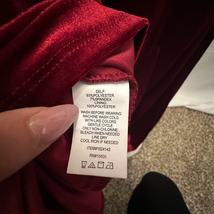 SELF:
93%POLYESTER
7%SPANDEX
LINING:
100%POLYESTER
WASH BEFORE WEARING
MACHINE WASH COLD
WITH LIKE COLORS
GENTLE CYCLE
ONLY NON-CHLORINE
BLEACH WHEN NEEDED
LINE DRY
COOL IRON IF NEEDED